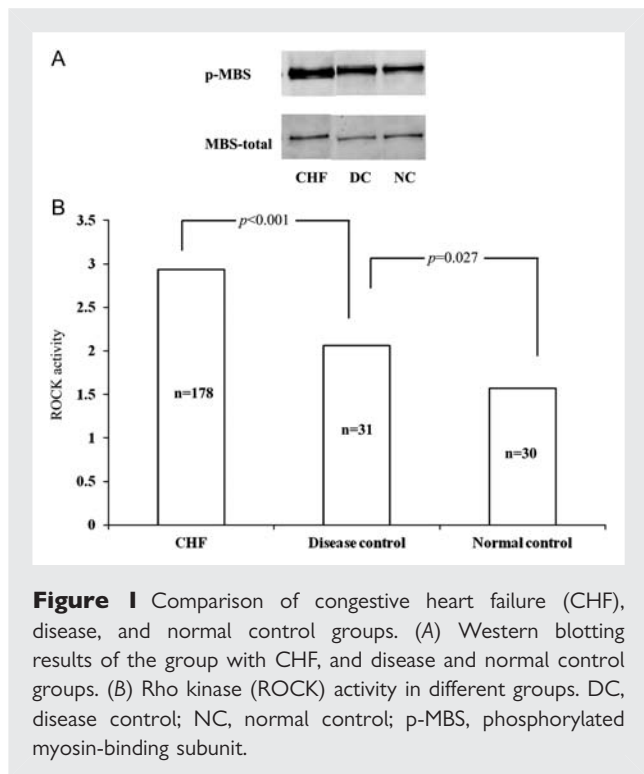 A
p-MBS
MBS-total
CHF DC NC
B
3.5
3
2.5
2
1.5
1
0.5
0
ROCK activity
p<0.001
p=0.027
n=178
n=31
n=30
CHF Disease control Normal control
Figure 1 Comparison of congestive heart failure (CHF),
disease, and normal control groups. (A) Western blotting
results of the group with CHF, and disease and normal control
groups. (B) Rho kinase (ROCK) activity in different groups. DC,
disease control; NC, normal control; p-MBS, phosphorylated
myosin-binding subunit.